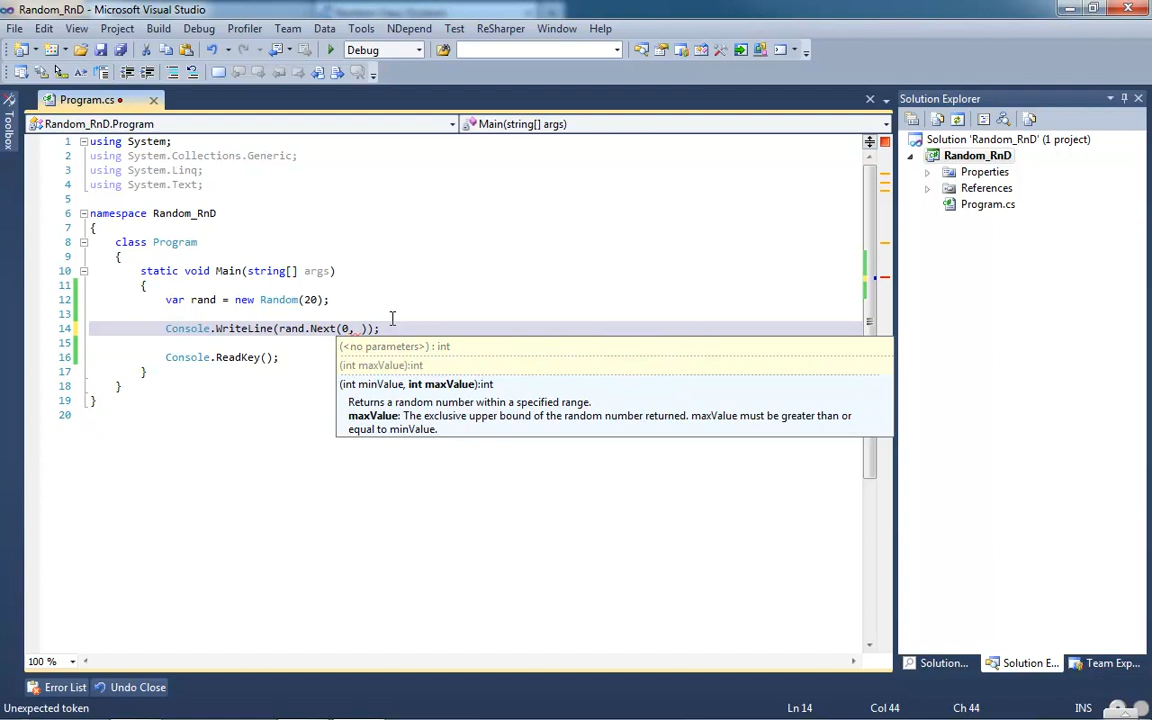 Random_RnD - Microsoft Visual Studio
File Edit View Project Build Debug Profiler Team Data Tools NDepend Test ReSharper Window Help
Debug
Program.cs
Solution Explorer
Random_RnD.Program
Main(string[] args)
1 using System;
2 using System.Collections.Generic;
3 using System.Linq;
4 using System.Text;
5
6 namespace Random_RnD
7 {
8 class Program
9 {
10 static void Main(string[] args)
11 {
12 var rand = new Random(20);
13
14 Console.WriteLine(rand.Next(0, ));
15
16 Console.ReadKey();
17 }
18 }
19 }
20
(<no parameters>) : int
(int maxValue):int
(int minValue, int maxValue):int
Returns a random number within a specified range.
maxValue: The exclusive upper bound of the random number returned. maxValue must be greater than or
equal to minValue.
Toolbox
Solution 'Random_RnD' (1 project)
Random_RnD
Properties
References
Program.cs
100 %
Solution... Solution E... Team Exp...
Error List Undo Close
Unexpected token Ln 14 Col 44 Ch 44 INS